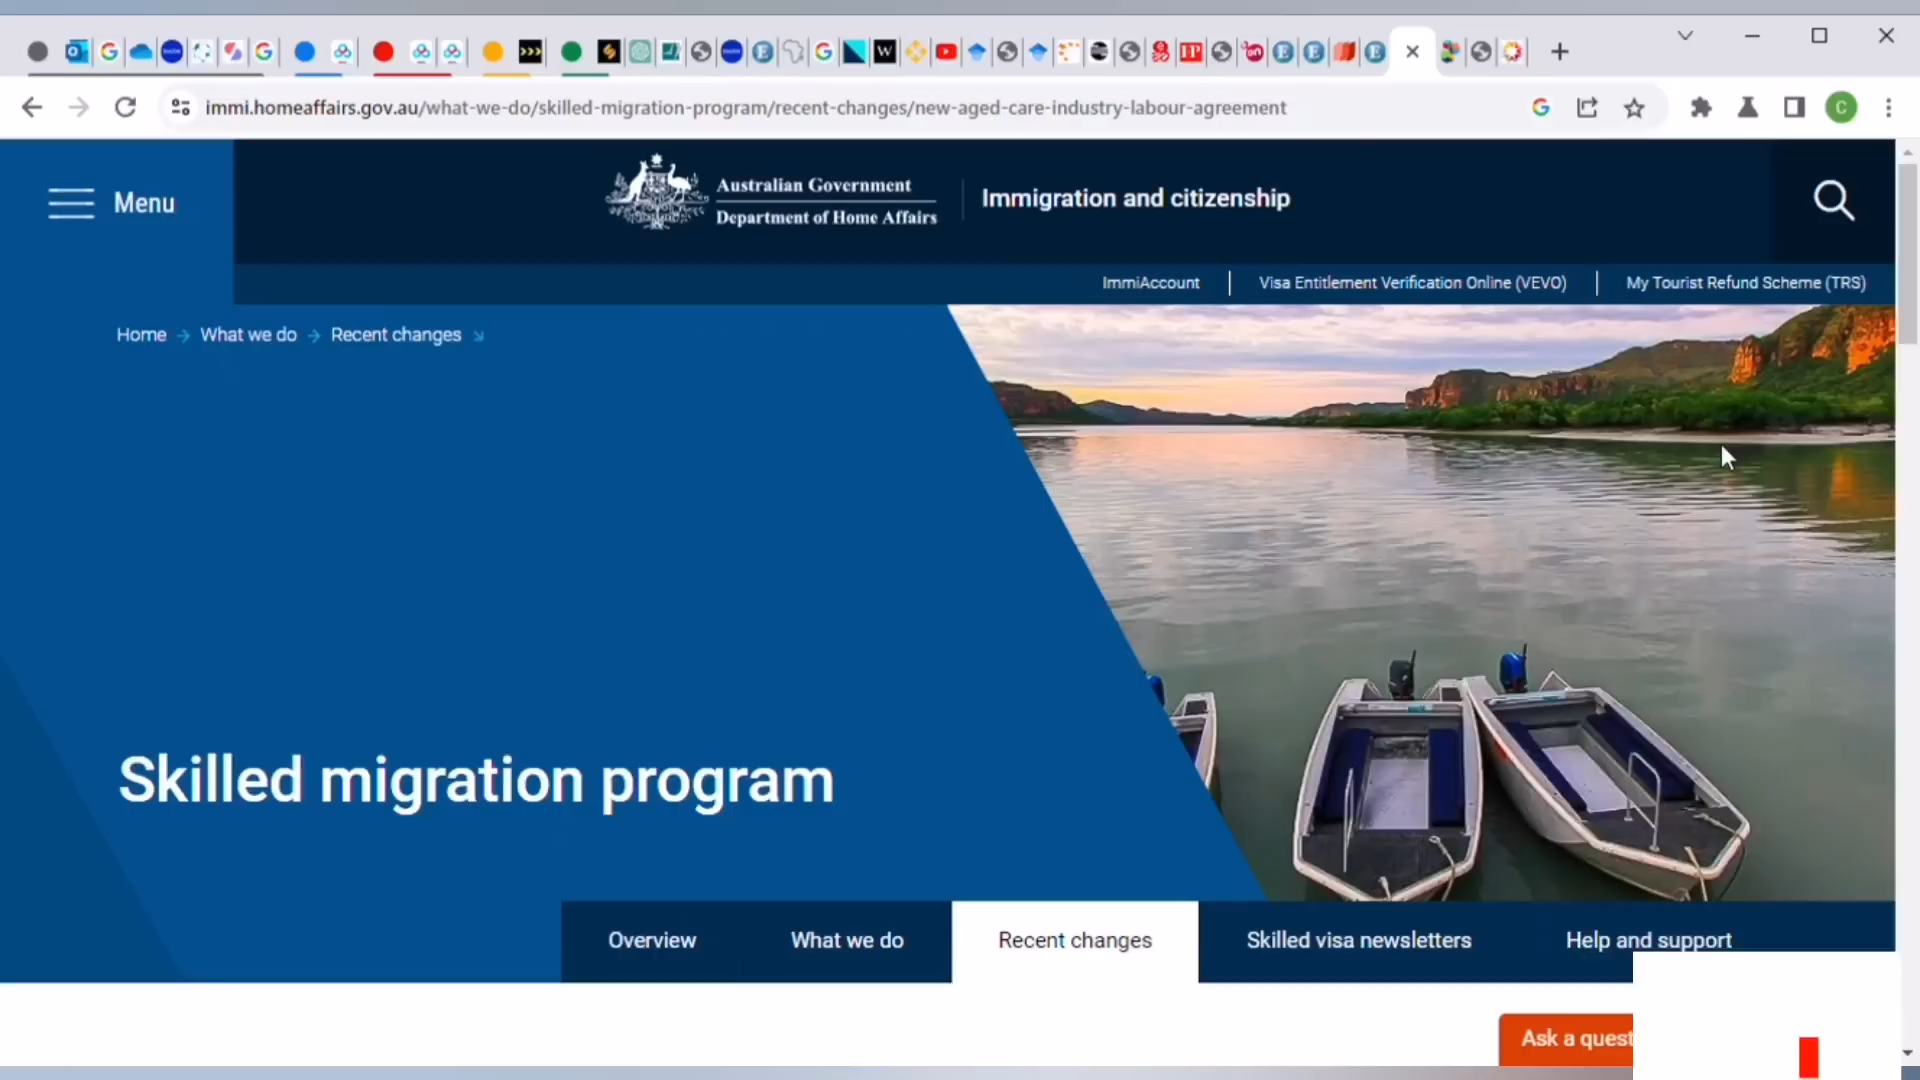 immi.homeaffairs.gov.au/what-we-do/skilled-migration-program/recent-changes/new-aged-care-industry-labour-agreement
C
Menu
Australian Government
Department of Home Affairs
Immigration and citizenship
ImmiAccount
Visa Entitlement Verification Online (VEVO)
My Tourist Refund Scheme (TRS)
Home
What we do
Recent changes
Skilled migration program
Overview
What we do
Recent changes
Skilled visa newsletters
Help and support
Ask a quest